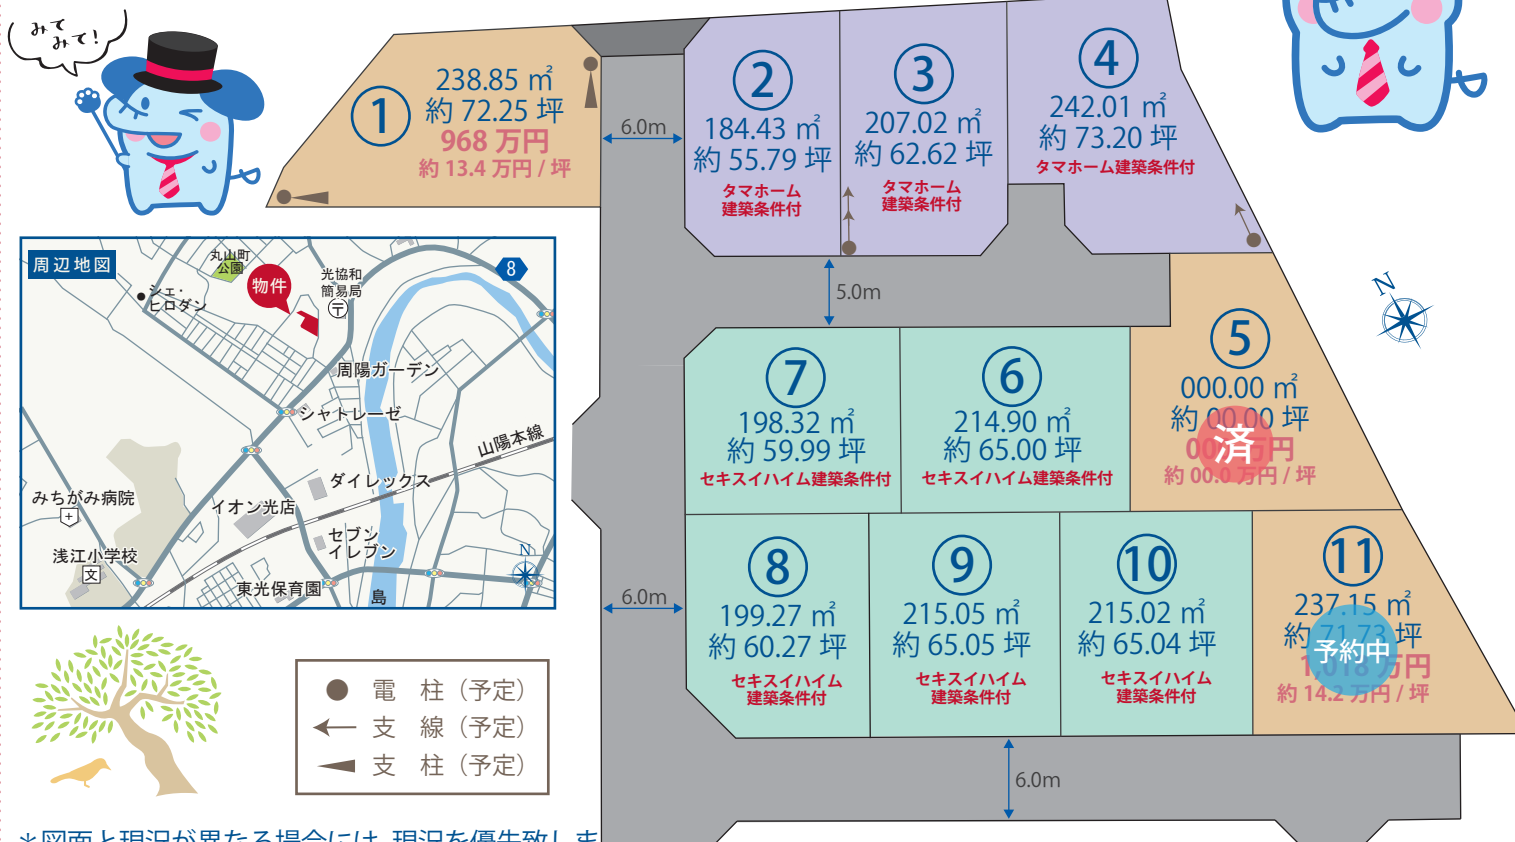 みて
みて!
①
238.85 ㎡
約 72.25 坪
968 万円
約 13.4 万円 / 坪
6.0m
②
184.43 ㎡
約 55.79 坪
タマホーム
建築条件付
③
207.02 ㎡
約 62.62 坪
タマホーム
建築条件付
④
242.01 ㎡
約 73.20 坪
タマホーム建築条件付
5.0m
N
⑤
000.00 ㎡
約 00.00 坪
済
約 00.0 万円 / 坪
⑦
198.32 ㎡
約 59.99 坪
セキスイハイム建築条件付
⑥
214.90 ㎡
約 65.00 坪
セキスイハイム建築条件付
6.0m
⑧
199.27 ㎡
約 60.27 坪
セキスイハイム
建築条件付
⑨
215.05 ㎡
約 65.05 坪
セキスイハイム
建築条件付
⑩
215.02 ㎡
約 65.04 坪
セキスイハイム
建築条件付
⑪
237.15 ㎡
約 71.73 坪
予約中
1,018 万円
約 14.2 万円 / 坪
6.0m
周辺地図
丸山町
公園
物件
光協和
簡易局
〒
8
シェ・
ヒロダン
周陽ガーデン
シャトレーゼ
山陽本線
ダイレックス
みちがみ病院
イオン光店
セブン
イレブン
浅江小学校
文
東光保育園
島
N
電 柱（予定）
支 線（予定）
支 柱（予定）